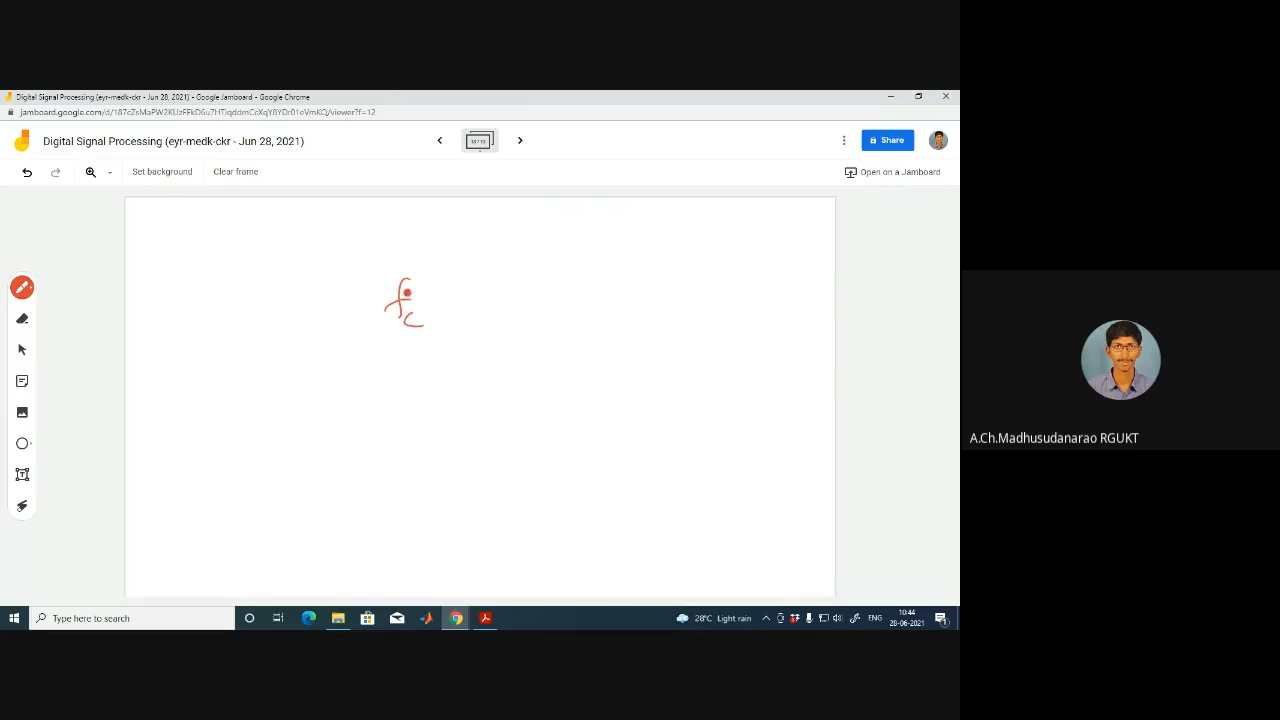 Digital Signal Processing (eyr-medk-ckr - Jun 28, 2021) - Google Jamboard - Google Chrome
Digital Signal Processing (eyr-medk-ckr - Jun 28, 2021)
13 / 13
Share
Set background
Clear frame
Open on a Jamboard
fc
A.Ch.Madhusudanarao RGUKT
Type here to search
28°C Light rain
ENG
10:44
28-06-2021